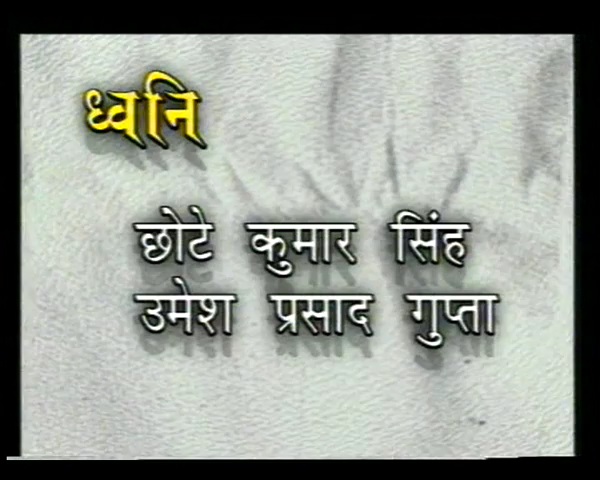 ध्वनि
छोटे कुमार सिंह
उमेश प्रसाद गुप्ता